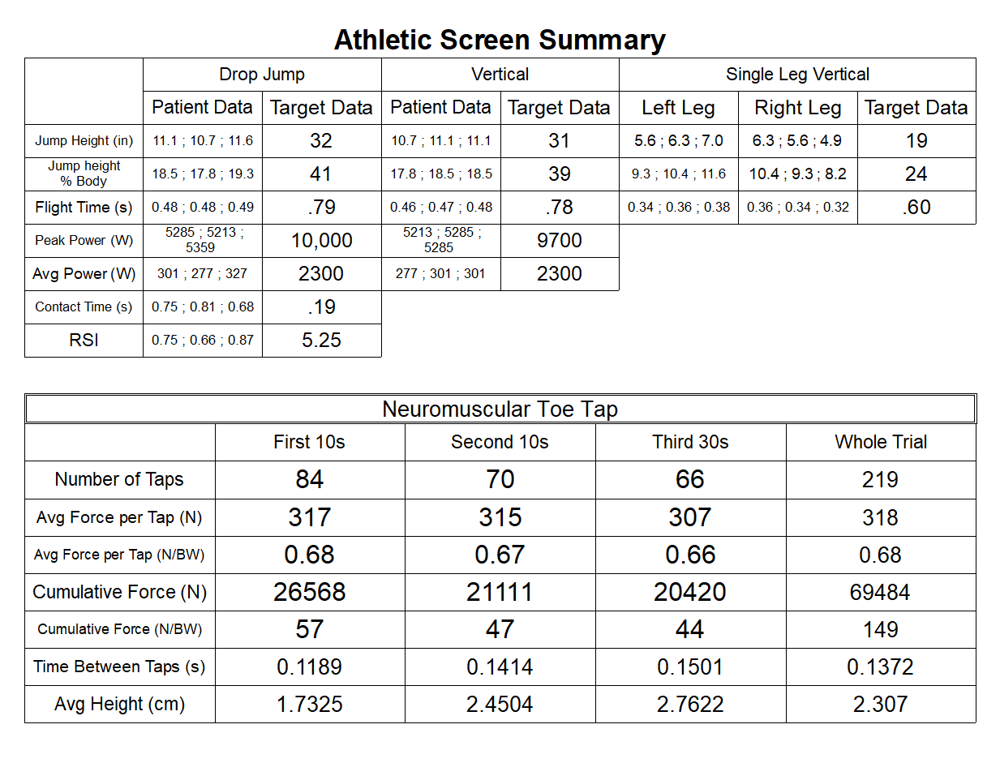 Athletic Screen Summary
Drop Jump Vertical Single Leg Vertical
Patient Data Target Data Patient Data Target Data Left Leg Right Leg Target Data
Jump Height (in) 11.1 ; 10.7 ; 11.6 32 10.7 ; 11.1 ; 11.1 31 5.6 ; 6.3 ; 7.0 6.3 ; 5.6 ; 4.9 19
Jump height
% Body 18.5 ; 17.8 ; 19.3 41 17.8 ; 18.5 ; 18.5 39 9.3 ; 10.4 ; 11.6 10.4 ; 9.3 ; 8.2 24
Flight Time (s) 0.48 ; 0.48 ; 0.49 .79 0.46 ; 0.47 ; 0.48 .78 0.34 ; 0.36 ; 0.38 0.36 ; 0.34 ; 0.32 .60
Peak Power (W) 5285 ; 5213 ;
5359 10,000 5213 ; 5285 ;
5285 9700
Avg Power (W) 301 ; 277 ; 327 2300 277 ; 301 ; 301 2300
Contact Time (s) 0.75 ; 0.81 ; 0.68 .19
RSI 0.75 ; 0.66 ; 0.87 5.25
Neuromuscular Toe Tap
First 10s Second 10s Third 30s Whole Trial
Number of Taps 84 70 66 219
Avg Force per Tap (N) 317 315 307 318
Avg Force per Tap (N/BW) 0.68 0.67 0.66 0.68
Cumulative Force (N) 26568 21111 20420 69484
Cumulative Force (N/BW) 57 47 44 149
Time Between Taps (s) 0.1189 0.1414 0.1501 0.1372
Avg Height (cm) 1.7325 2.4504 2.7622 2.307